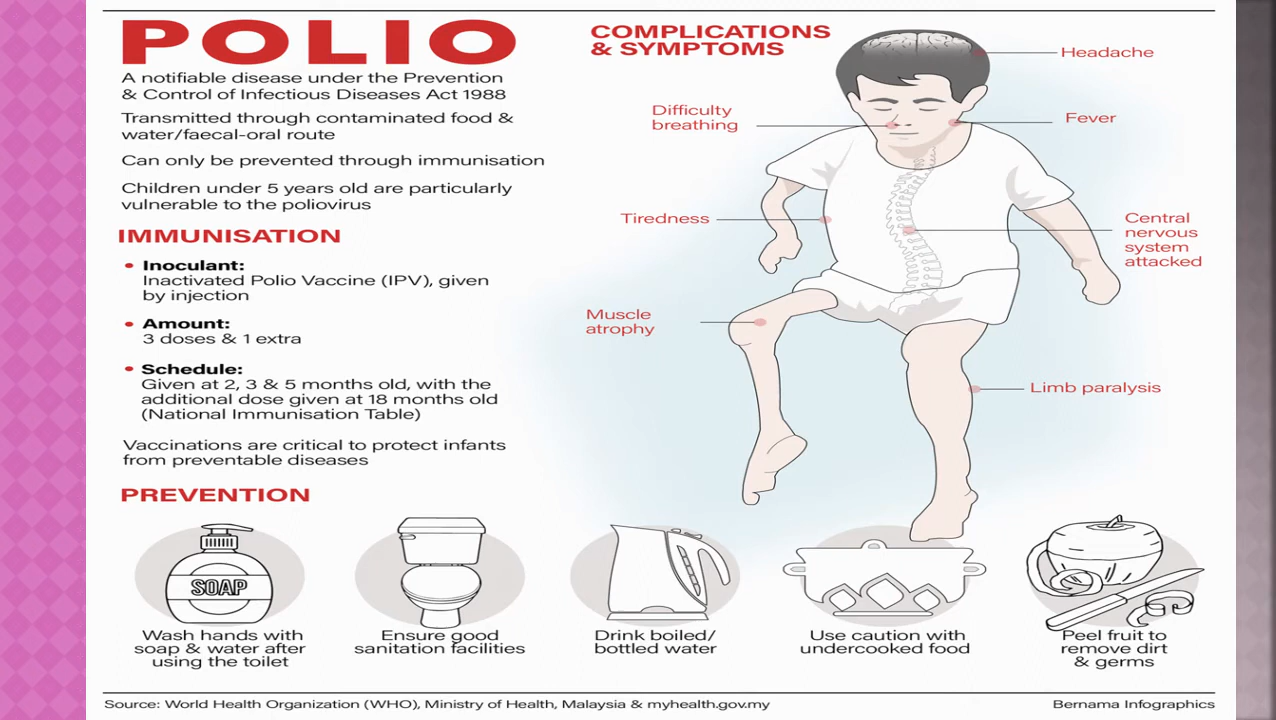 POLIO
A notifiable disease under the Prevention
& Control of Infectious Diseases Act 1988
Transmitted through contaminated food &
water/faecal-oral route
Can only be prevented through immunisation
Children under 5 years old are particularly
vulnerable to the poliovirus
IMMUNISATION
• Inoculant:
Inactivated Polio Vaccine (IPV), given
by injection
• Amount:
3 doses & 1 extra
• Schedule:
Given at 2, 3 & 5 months old, with the
additional dose given at 18 months old
(National Immunisation Table)
Vaccinations are critical to protect infants
from preventable diseases
COMPLICATIONS
& SYMPTOMS
Headache
Difficulty
breathing
Fever
Tiredness
Central
nervous
system
attacked
Muscle
atrophy
Limb paralysis
PREVENTION
SOAP
Wash hands with
soap & water after
using the toilet
Ensure good
sanitation facilities
Drink boiled/
bottled water
Use caution with
undercooked food
Peel fruit to
remove dirt
& germs
Source: World Health Organization (WHO), Ministry of Health, Malaysia & myhealth.gov.my
Bernama Infographics